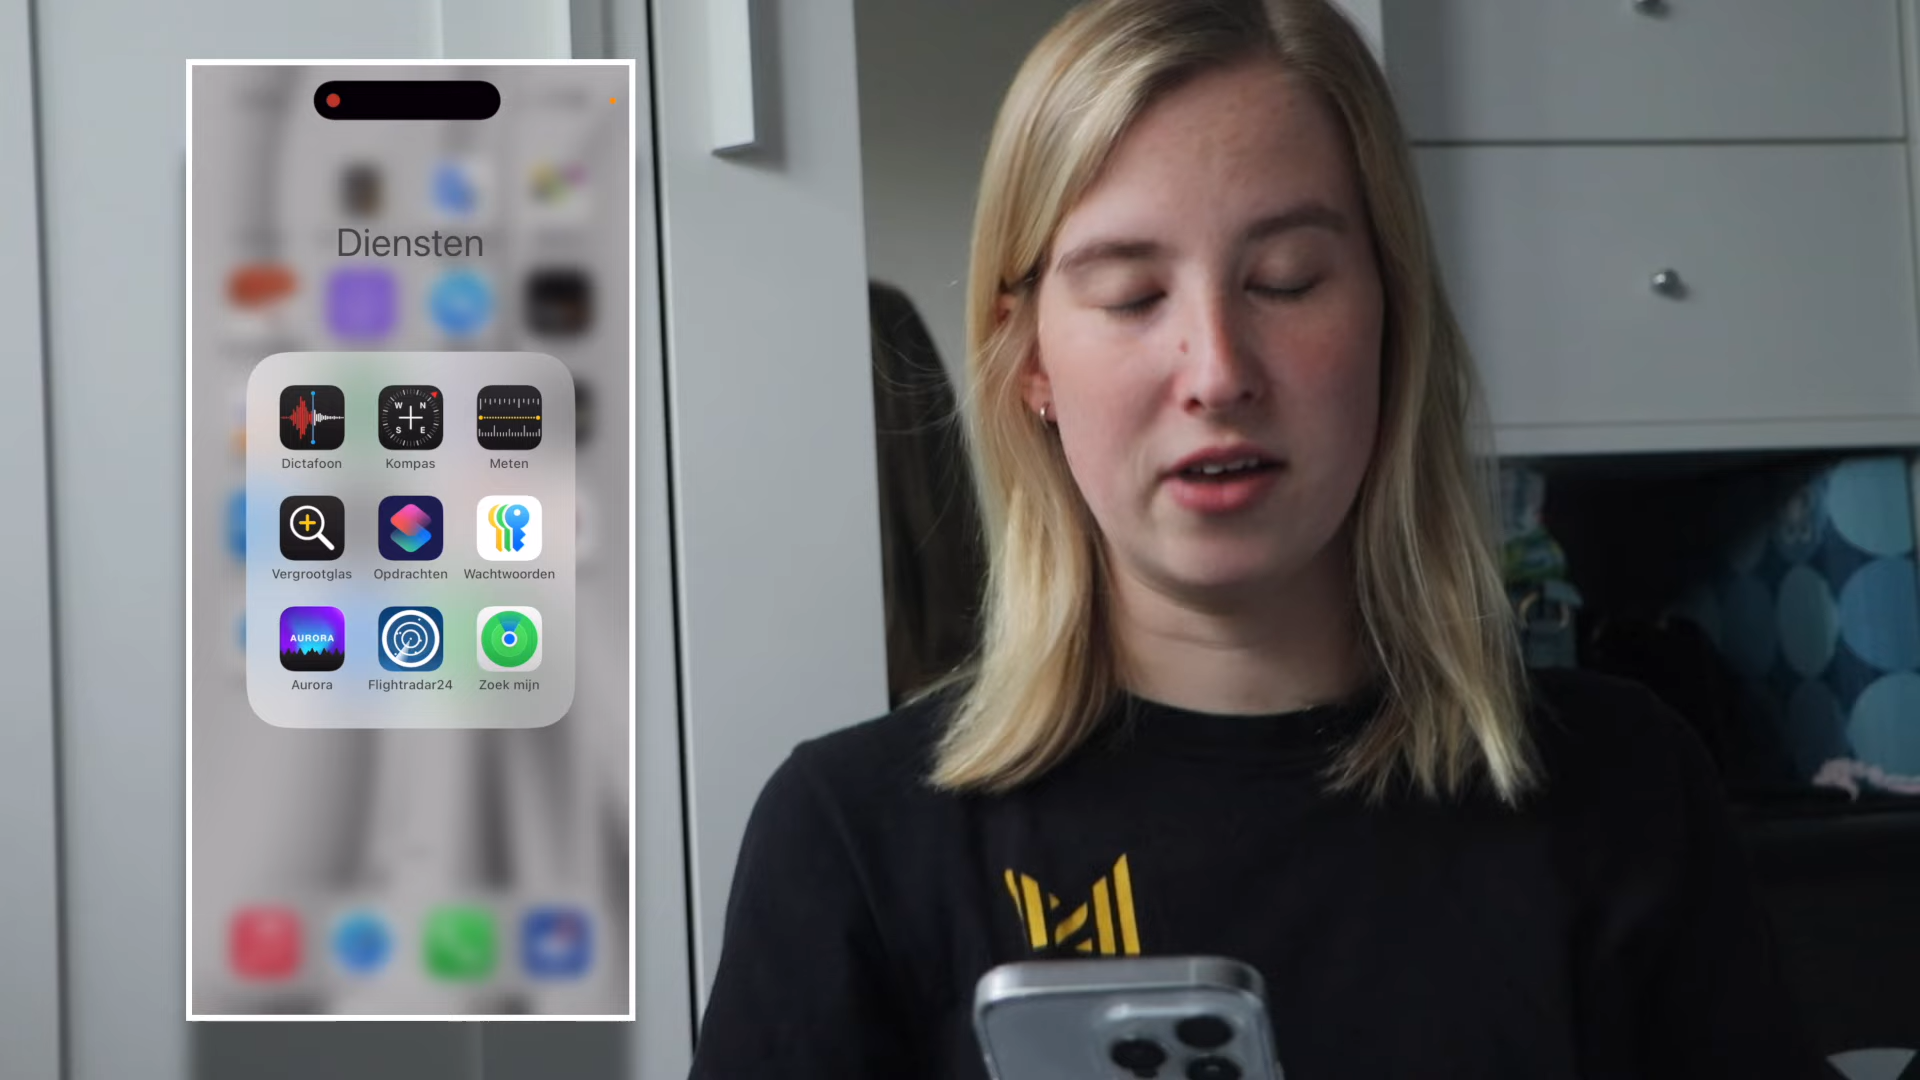 Diensten
W N
S E
Dictafoon Kompas Meten
Vergrootglas Opdrachten Wachtwoorden
AURORA
Aurora Flightradar24 Zoek mijn